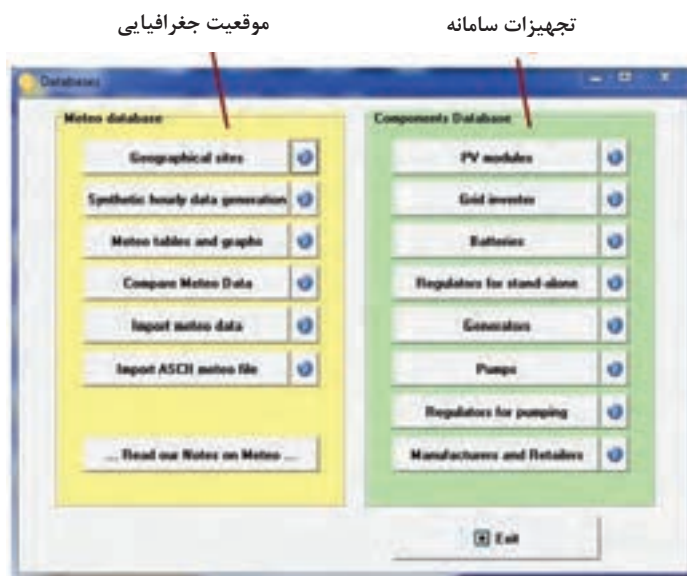 تجهیزات سامانه
موقعیت جغرافیایی
Databases
Meteo database
Geographical sites
Synthetic hourly data generation
Meteo tables and graphs
Compare Meteo Data
Import meteo data
Import ASCII meteo file
... Read our Notes on Meteo ...
Components Database
PV modules
Grid inverter
Batteries
Regulators for stand-alone
Generators
Pumps
Regulators for pumping
Manufacturers and Retailers
Exit